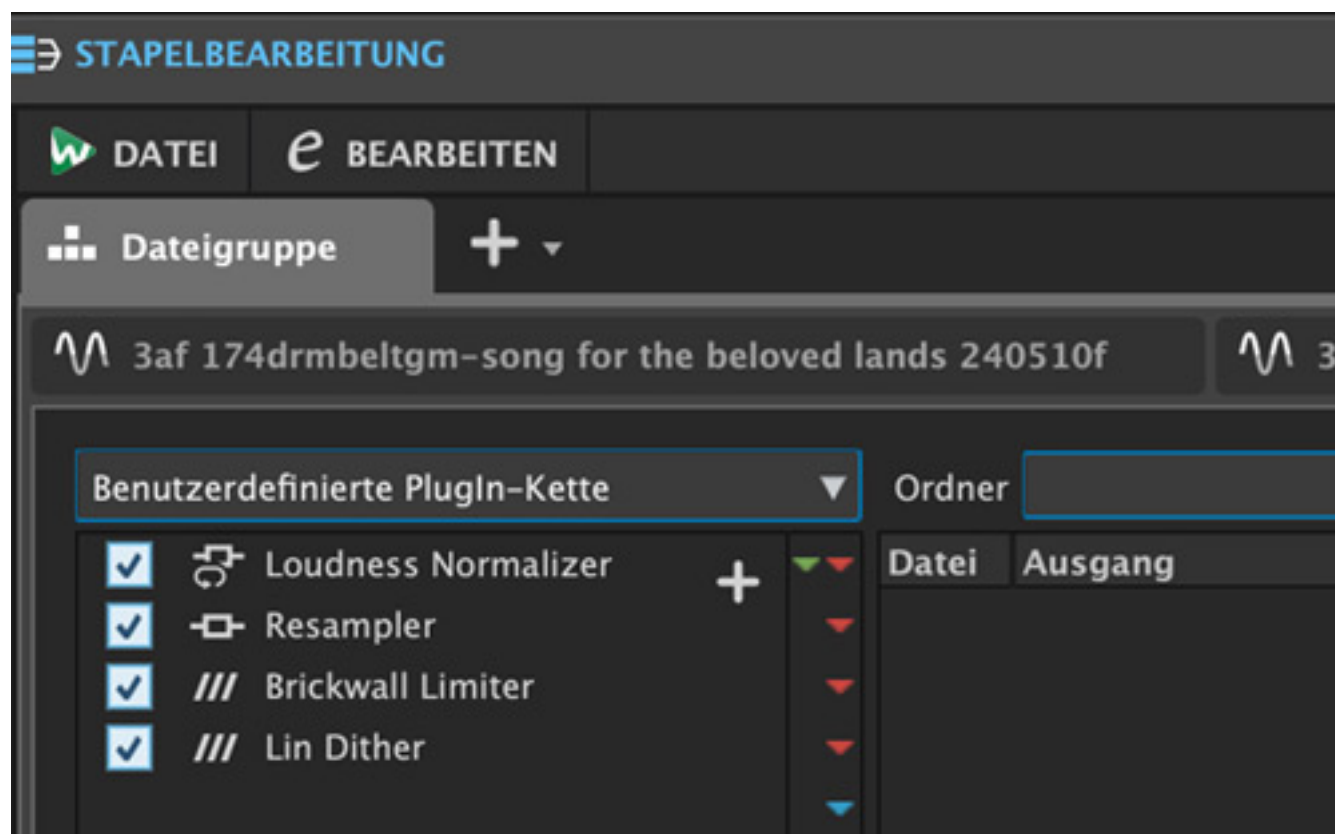 STAPELBEARBEITUNG
DATEI e BEARBEITEN
Dateigruppe
3af 174drmbeltgm-song for the beloved lands 240510f 3
Benutzerdefinierte PlugIn-Kette Ordner
Loudness Normalizer Datei Ausgang
Resampler
Brickwall Limiter
Lin Dither